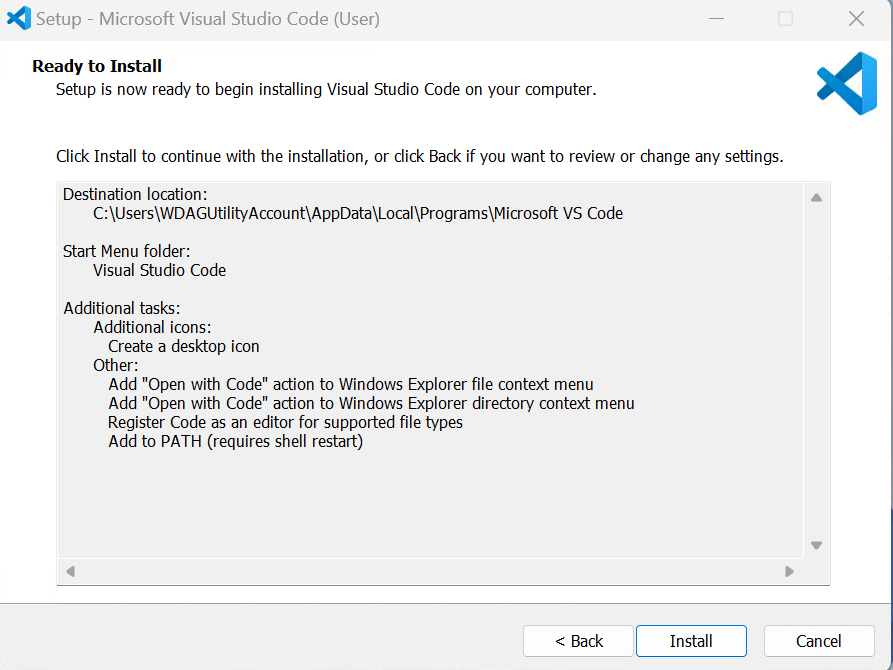 Setup - Microsoft Visual Studio Code (User)
Ready to Install
Setup is now ready to begin installing Visual Studio Code on your computer.
Click Install to continue with the installation, or click Back if you want to review or change any settings.
Destination location:
C:\Users\WDAGUtilityAccount\AppData\Local\Programs\Microsoft VS Code
Start Menu folder:
Visual Studio Code
Additional tasks:
Additional icons:
Create a desktop icon
Other:
Add "Open with Code" action to Windows Explorer file context menu
Add "Open with Code" action to Windows Explorer directory context menu
Register Code as an editor for supported file types
Add to PATH (requires shell restart)
< Back
Install
Cancel